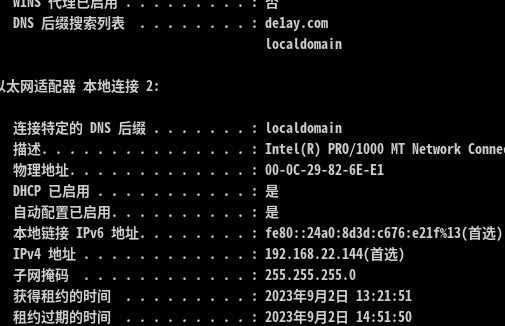 WINS 代理已启用 . . . . . . . . . : 否
DNS 后缀搜索列表  . . . . . . . . : de1ay.com
localdomain
以太网适配器 本地连接 2:
连接特定的 DNS 后缀 . . . . . . . : localdomain
描述. . . . . . . . . . . . . . . : Intel(R) PRO/1000 MT Network Conne
物理地址. . . . . . . . . . . . . : 00-0C-29-82-6E-E1
DHCP 已启用 . . . . . . . . . . . : 是
自动配置已启用. . . . . . . . . . : 是
本地链接 IPv6 地址. . . . . . . . : fe80::24a0:8d3d:c676:e21f%13(首选)
IPv4 地址 . . . . . . . . . . . . : 192.168.22.144(首选)
子网掩码  . . . . . . . . . . . . : 255.255.255.0
获得租约的时间  . . . . . . . . . : 2023年9月2日 13:21:51
租约过期的时间  . . . . . . . . . : 2023年9月2日 14:51:50